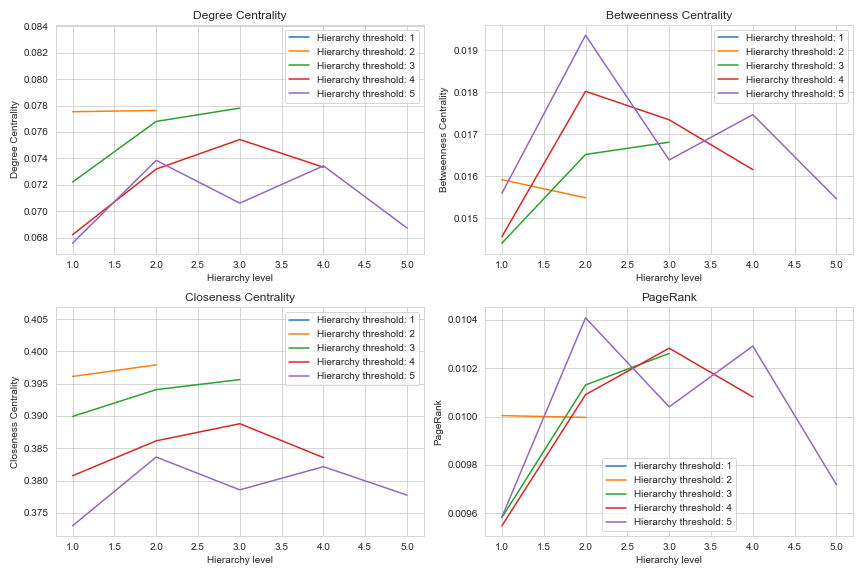 Degree Centrality
0.084
0.082
0.080
0.078
0.076
0.074
0.072
0.070
0.068
Degree Centrality
1.0 1.5 2.0 2.5 3.0 3.5 4.0 4.5 5.0
Hierarchy level
Hierarchy threshold: 1
Hierarchy threshold: 2
Hierarchy threshold: 3
Hierarchy threshold: 4
Hierarchy threshold: 5
Betweenness Centrality
0.019
0.018
0.017
0.016
0.015
Betweenness Centrality
1.0 1.5 2.0 2.5 3.0 3.5 4.0 4.5 5.0
Hierarchy level
Hierarchy threshold: 1
Hierarchy threshold: 2
Hierarchy threshold: 3
Hierarchy threshold: 4
Hierarchy threshold: 5
Closeness Centrality
0.405
0.400
0.395
0.390
0.385
0.380
0.375
Closeness Centrality
1.0 1.5 2.0 2.5 3.0 3.5 4.0 4.5 5.0
Hierarchy level
Hierarchy threshold: 1
Hierarchy threshold: 2
Hierarchy threshold: 3
Hierarchy threshold: 4
Hierarchy threshold: 5
PageRank
0.0104
0.0102
0.0100
0.0098
0.0096
PageRank
1.0 1.5 2.0 2.5 3.0 3.5 4.0 4.5 5.0
Hierarchy level
Hierarchy threshold: 1
Hierarchy threshold: 2
Hierarchy threshold: 3
Hierarchy threshold: 4
Hierarchy threshold: 5